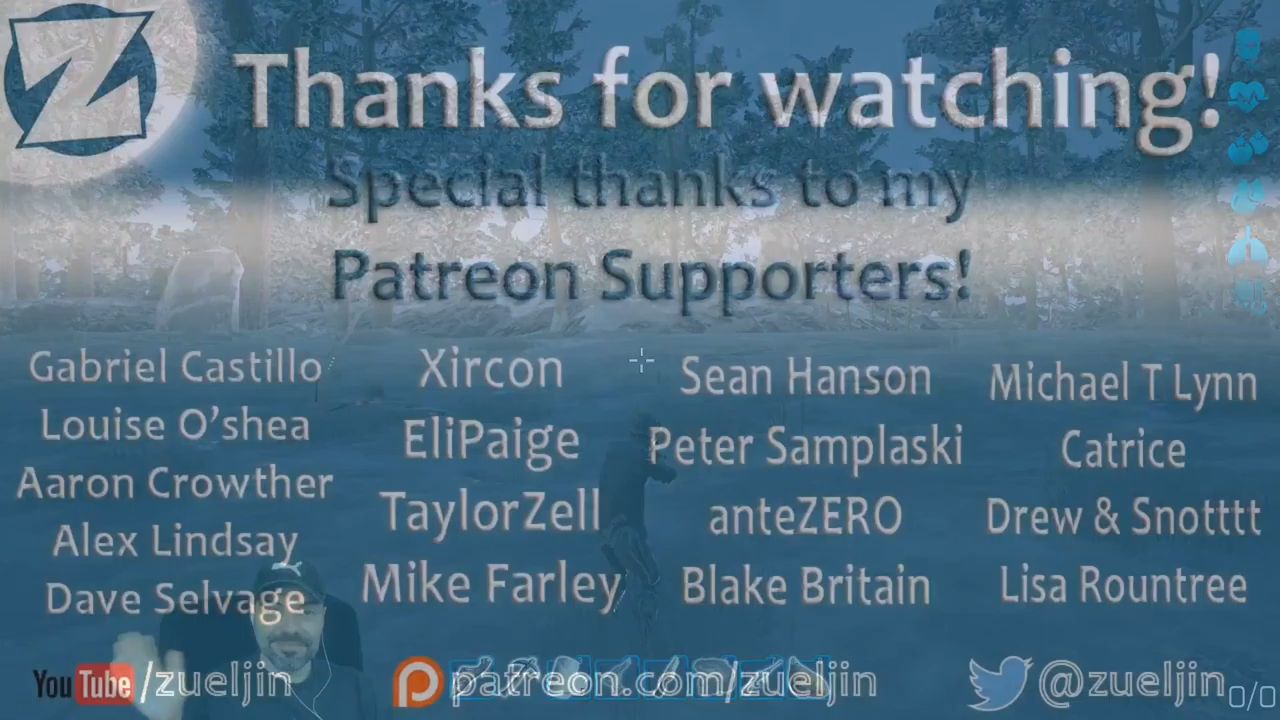 Thanks for watching!
Special thanks to my
Patreon Supporters!
Gabriel Castillo
Louise O'shea
Aaron Crowther
Alex Lindsay
Dave Selvage
Xircon
EliPaige
TaylorZell
Mike Farley
Sean Hanson
Peter Samplaski
anteZERO
Blake Britain
Michael T Lynn
Catrice
Drew & Snotttt
Lisa Rountree
YouTube/zueljin
patreon.com/zueljin
@zueljin
0/0